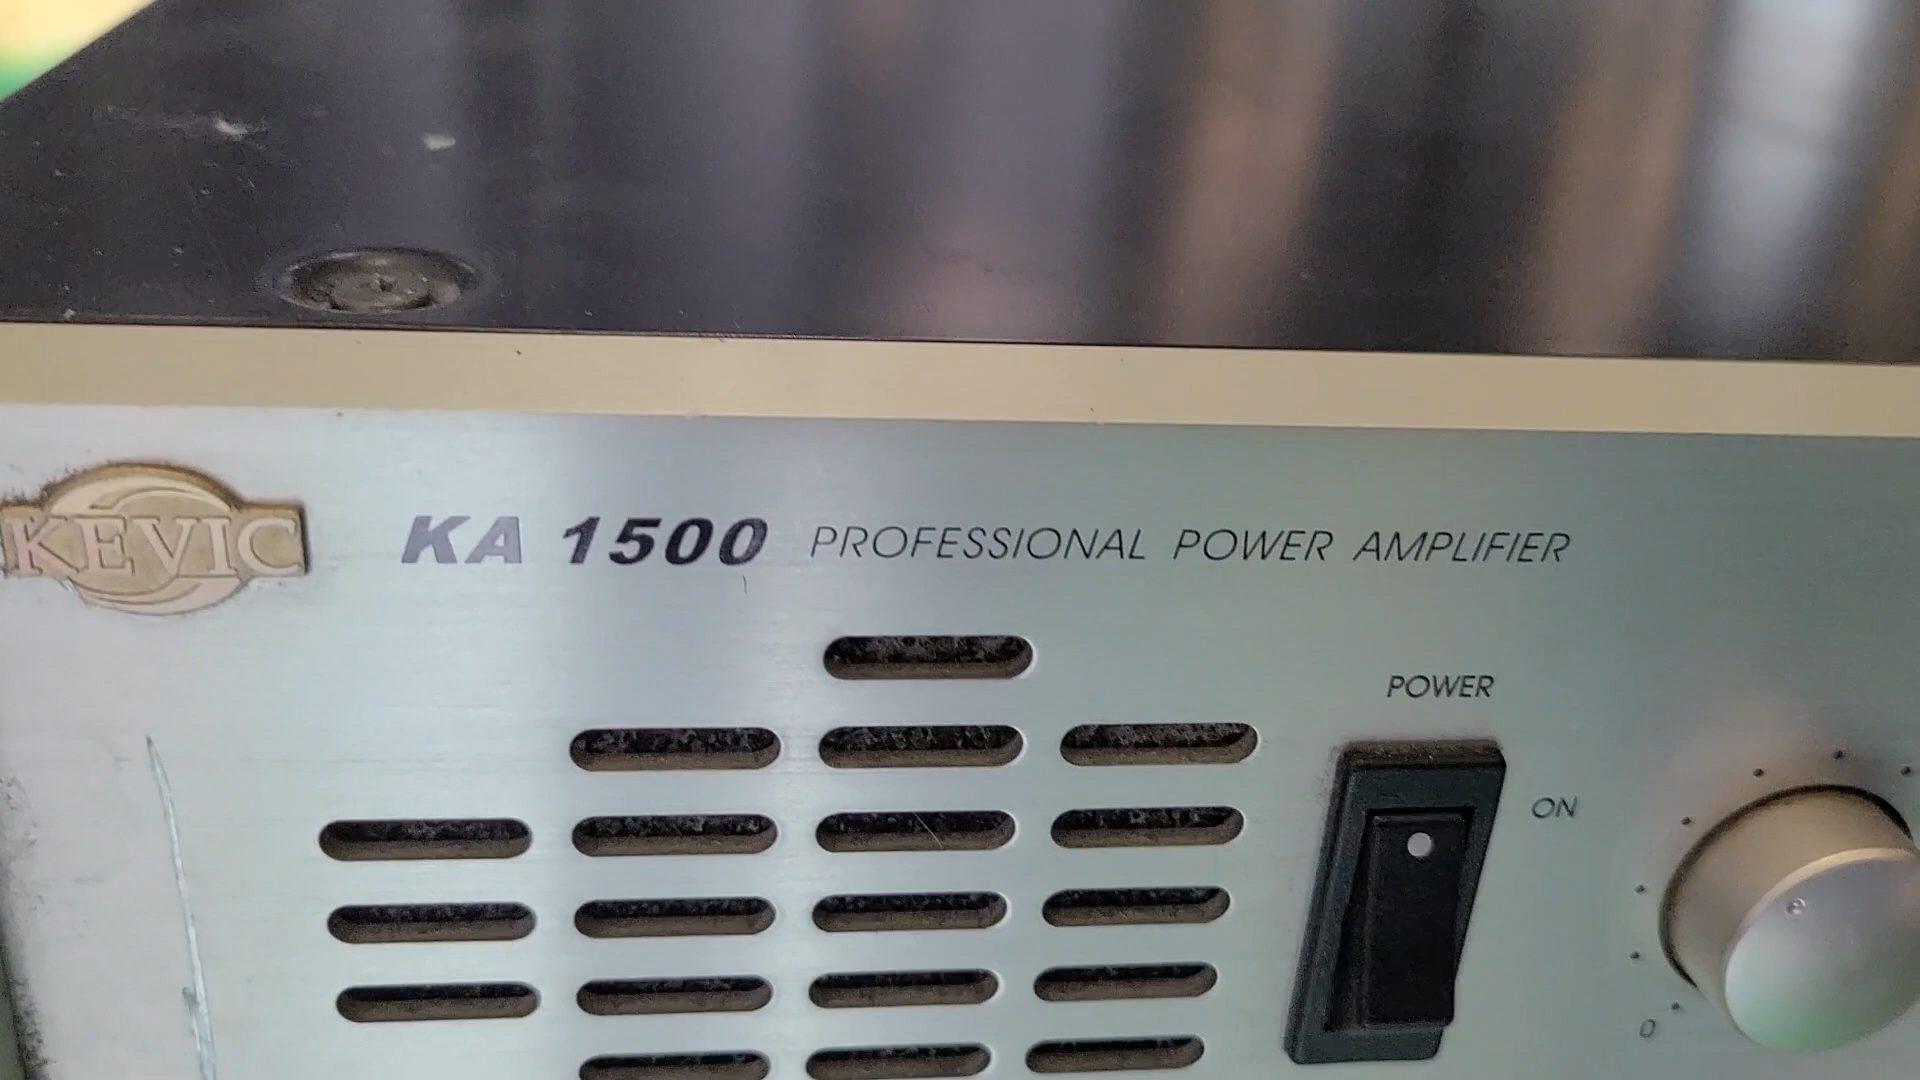 KEVIC
KA 1500 PROFESSIONAL POWER AMPLIFIER
POWER
ON
0